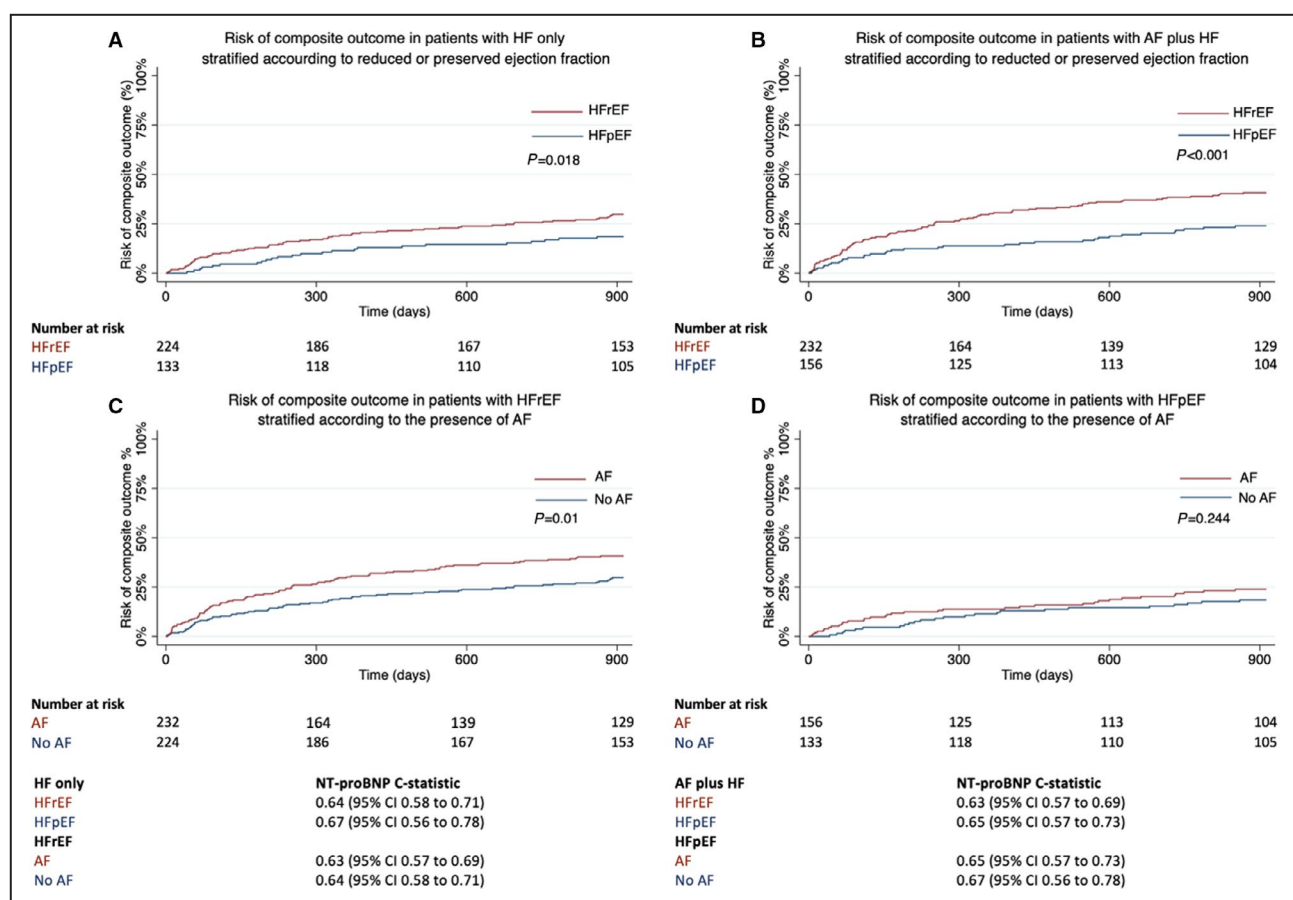 A
Risk of composite outcome in patients with HF only
stratified accourding to reduced or preserved ejection fraction
Risk of composite outcome (%)
100%
75%
50%
25%
0%
HFrEF
HFpEF
P=0.018
0 300 600 900
Time (days)
Number at risk
HFrEF 224 186 167 153
HFpEF 133 118 110 105
B
Risk of composite outcome in patients with AF plus HF
stratified according to reducted or preserved ejection fraction
Risk of composite outcome (%)
100%
75%
50%
25%
0%
HFrEF
HFpEF
P<0.001
0 300 600 900
Time (days)
Number at risk
HFrEF 232 164 139 129
HFpEF 156 125 113 104
C
Risk of composite outcome in patients with HFrEF
stratified according to the presence of AF
Risk of composite outcome %
100%
75%
50%
25%
0%
AF
No AF
P=0.01
0 300 600 900
Time (days)
Number at risk
AF 232 164 139 129
No AF 224 186 167 153
D
Risk of composite outcome in patients with HFpEF
stratified according to the presence of AF
Risk of composite outcome %
100%
75%
50%
25%
0%
AF
No AF
P=0.244
0 300 600 900
Time (days)
Number at risk
AF 156 125 113 104
No AF 133 118 110 105
HF only NT-proBNP C-statistic
HFrEF 0.64 (95% CI 0.58 to 0.71)
HFpEF 0.67 (95% CI 0.56 to 0.78)
HFrEF
AF 0.63 (95% CI 0.57 to 0.69)
No AF 0.64 (95% CI 0.58 to 0.71)
AF plus HF NT-proBNP C-statistic
HFrEF 0.63 (95% CI 0.57 to 0.69)
HFpEF 0.65 (95% CI 0.57 to 0.73)
HFpEF
AF 0.65 (95% CI 0.57 to 0.73)
No AF 0.67 (95% CI 0.56 to 0.78)